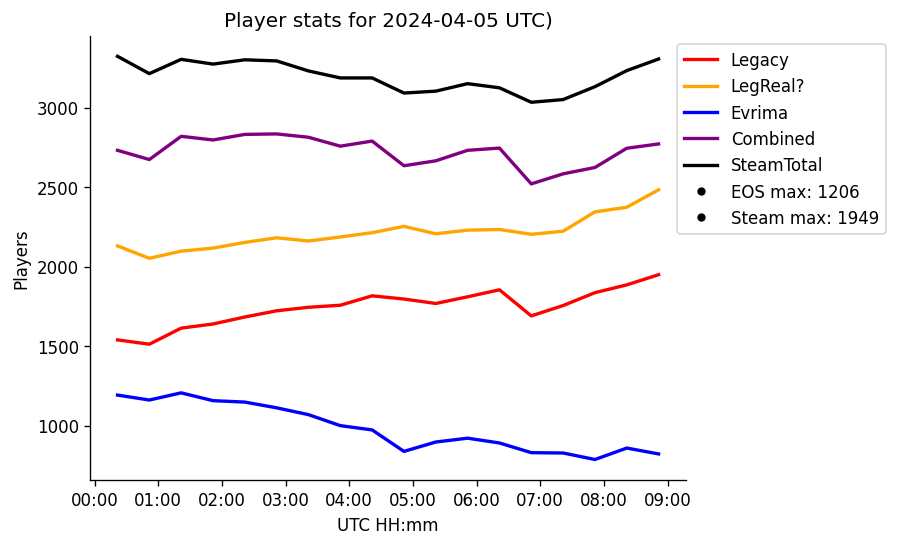 Player stats for 2024-04-05 UTC)
Legacy
LegReal?
Evrima
Combined
SteamTotal
EOS max: 1206
Steam max: 1949
Players
3000
2500
2000
1500
1000
00:00 01:00 02:00 03:00 04:00 05:00 06:00 07:00 08:00 09:00
UTC HH:mm